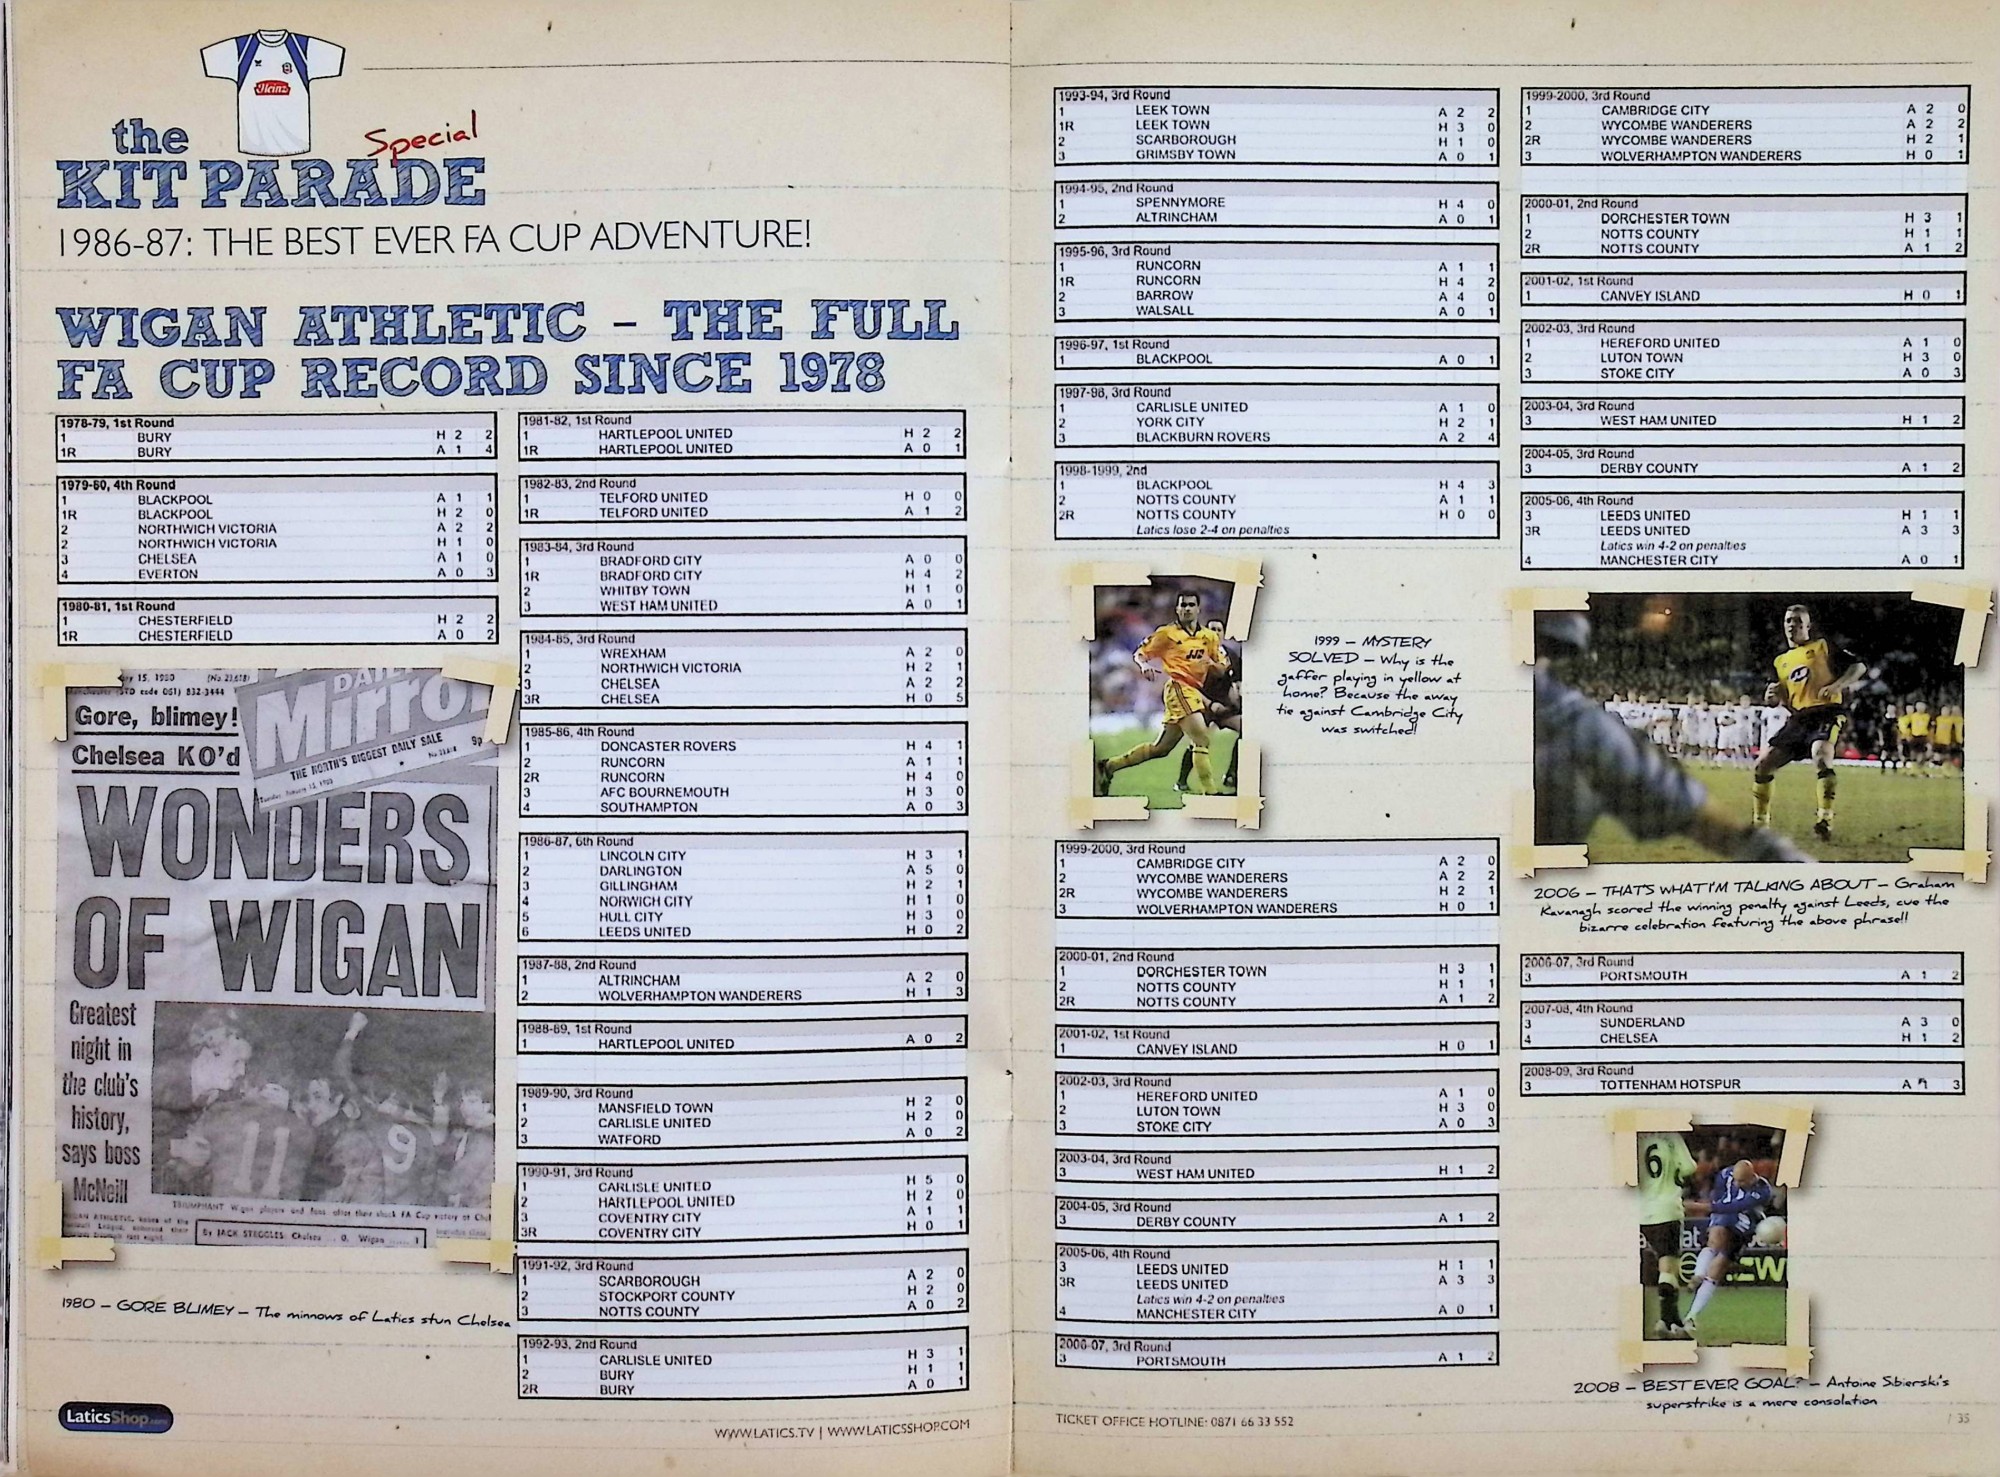 Heinz
the
Special
KIT PARADE
1986-87: THE BEST EVER FA CUP ADVENTURE!
WIGAN ATHLETIC – THE FULL
FA CUP RECORD SINCE 1978
1978-79, 1st Round
1 BURY H 2 2
1R BURY A 1 4
1979-60, 4th Round
1 BLACKPOOL A 1 1
1R BLACKPOOL H 2 0
2 NORTHWICH VICTORIA A 2 2
2 NORTHWICH VICTORIA H 1 0
3 CHELSEA A 1 0
4 EVERTON A 0 3
1980-81, 1st Round
1 CHESTERFIELD H 2 2
1R CHESTERFIELD A 0 2
15, 1980 (No 23,618)
(STD code 061) 832 3444
Gore, blimey!
Chelsea KO'd
DAILY
Mirror
THE NORTH'S BIGGEST DAILY SALE
9p
Tuesday January 15, 1980
WONDERS
OF WIGAN
Greatest
night in
the club's
history,
says boss
McNeill
11 9 7
TRIUMPHANT Wigan players and fans after their shock FA Cup victory at Chel
By JACK STEGGLES: Chelsea .. 0, Wigan ...... 1
1980 – GORE BLIMEY – The minnows of Latics stun Chelsea
1981-82, 1st Round
1 HARTLEPOOL UNITED H 2 2
1R HARTLEPOOL UNITED A 0 1
1982-83, 2nd Round
1 TELFORD UNITED H 0 0
1R TELFORD UNITED A 1 2
1983-84, 3rd Round
1 BRADFORD CITY A 0 0
1R BRADFORD CITY H 4 2
2 WHITBY TOWN H 1 0
3 WEST HAM UNITED A 0 1
1984-85, 3rd Round
1 WREXHAM A 2 0
2 NORTHWICH VICTORIA H 2 1
3 CHELSEA A 2 2
3R CHELSEA H 0 5
1985-86, 4th Round
1 DONCASTER ROVERS H 4 1
2 RUNCORN A 1 1
2R RUNCORN H 4 0
3 AFC BOURNEMOUTH H 3 0
4 SOUTHAMPTON A 0 3
1986-87, 6th Round
1 LINCOLN CITY H 3 1
2 DARLINGTON A 5 0
3 GILLINGHAM H 2 1
4 NORWICH CITY H 1 0
5 HULL CITY H 3 0
6 LEEDS UNITED H 0 2
1987-88, 2nd Round
1 ALTRINCHAM A 2 0
2 WOLVERHAMPTON WANDERERS H 1 3
1988-89, 1st Round
1 HARTLEPOOL UNITED A 0 2
1989-90, 3rd Round
1 MANSFIELD TOWN H 2 0
2 CARLISLE UNITED H 2 0
3 WATFORD A 0 2
1990-91, 3rd Round
1 CARLISLE UNITED H 5 0
2 HARTLEPOOL UNITED H 2 0
3 COVENTRY CITY A 1 1
3R COVENTRY CITY H 0 1
1991-92, 3rd Round
1 SCARBOROUGH A 2 0
2 STOCKPORT COUNTY H 2 0
3 NOTTS COUNTY A 0 2
1992-93, 2nd Round
1 CARLISLE UNITED H 3 1
2 BURY H 1 1
2R BURY A 0 1
LaticsShop.com
WWW.LATICS.TV | WWW.LATICSSHOP.COM
1993-94, 3rd Round
1 LEEK TOWN A 2 2
1R LEEK TOWN H 3 0
2 SCARBOROUGH H 1 0
3 GRIMSBY TOWN A 0 1
1994-95, 2nd Round
1 SPENNYMORE H 4 0
2 ALTRINCHAM A 0 1
1995-96, 3rd Round
1 RUNCORN A 1 1
1R RUNCORN H 4 2
2 BARROW A 4 0
3 WALSALL A 0 1
1996-97, 1st Round
1 BLACKPOOL A 0 1
1997-98, 3rd Round
1 CARLISLE UNITED A 1 0
2 YORK CITY H 2 1
3 BLACKBURN ROVERS A 2 4
1998-1999, 2nd
1 BLACKPOOL H 4 3
2 NOTTS COUNTY A 1 1
2R NOTTS COUNTY H 0 0
Latics lose 2-4 on penalties
JJB
1999 – MYSTERY
SOLVED – Why is the
gaffer playing in yellow at
home? Because the away
tie against Cambridge City
was switched!
1999-2000, 3rd Round
1 CAMBRIDGE CITY A 2 0
2 WYCOMBE WANDERERS A 2 2
2R WYCOMBE WANDERERS H 2 1
3 WOLVERHAMPTON WANDERERS H 0 1
2000-01, 2nd Round
1 DORCHESTER TOWN H 3 1
2 NOTTS COUNTY H 1 1
2R NOTTS COUNTY A 1 2
2001-02, 1st Round
1 CANVEY ISLAND H 0 1
2002-03, 3rd Round
1 HEREFORD UNITED A 1 0
2 LUTON TOWN H 3 0
3 STOKE CITY A 0 3
2003-04, 3rd Round
3 WEST HAM UNITED H 1 2
2004-05, 3rd Round
3 DERBY COUNTY A 1 2
2005-06, 4th Round
3 LEEDS UNITED H 1 1
3R LEEDS UNITED A 3 3
Latics win 4-2 on penalties
4 MANCHESTER CITY A 0 1
2006-07, 3rd Round
3 PORTSMOUTH A 1 2
TICKET OFFICE HOTLINE: 0871 66 33 552
1999-2000, 3rd Round
1 CAMBRIDGE CITY A 2 0
2 WYCOMBE WANDERERS A 2 2
2R WYCOMBE WANDERERS H 2 1
3 WOLVERHAMPTON WANDERERS H 0 1
2000-01, 2nd Round
1 DORCHESTER TOWN H 3 1
2 NOTTS COUNTY H 1 1
2R NOTTS COUNTY A 1 2
2001-02, 1st Round
1 CANVEY ISLAND H 0 1
2002-03, 3rd Round
1 HEREFORD UNITED A 1 0
2 LUTON TOWN H 3 0
3 STOKE CITY A 0 3
2003-04, 3rd Round
3 WEST HAM UNITED H 1 2
2004-05, 3rd Round
3 DERBY COUNTY A 1 2
2005-06, 4th Round
3 LEEDS UNITED H 1 1
3R LEEDS UNITED A 3 3
Latics win 4-2 on penalties
4 MANCHESTER CITY A 0 1
2006 – THAT'S WHAT I'M TALKING ABOUT – Graham
Kavanagh scored the winning penalty against Leeds, cue the
bizarre celebration featuring the above phrase!!
2006-07, 3rd Round
3 PORTSMOUTH A 1 2
2007-08, 4th Round
3 SUNDERLAND A 3 0
4 CHELSEA H 1 2
2008-09, 3rd Round
3 TOTTENHAM HOTSPUR A 1 3
6
2008 – BEST EVER GOAL? – Antoine Sibierski's
superstrike is a mere consolation
/ 35